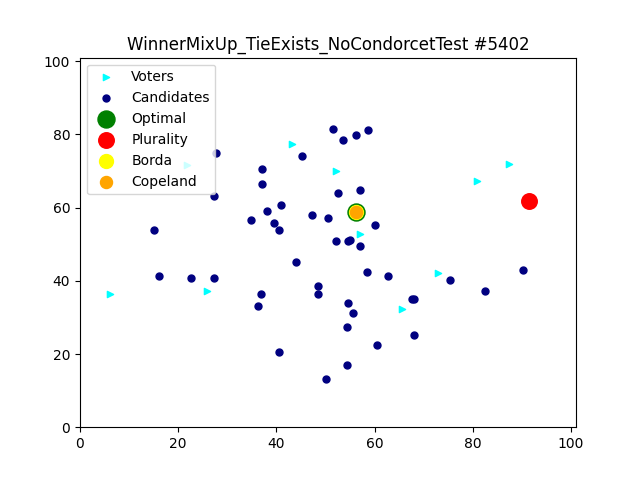 WinnerMixUp_TieExists_NoCondorcetTest #5402
100
80
60
40
20
0
Voters
Candidates
Optimal
Plurality
Borda
Copeland
0 20 40 60 80 100